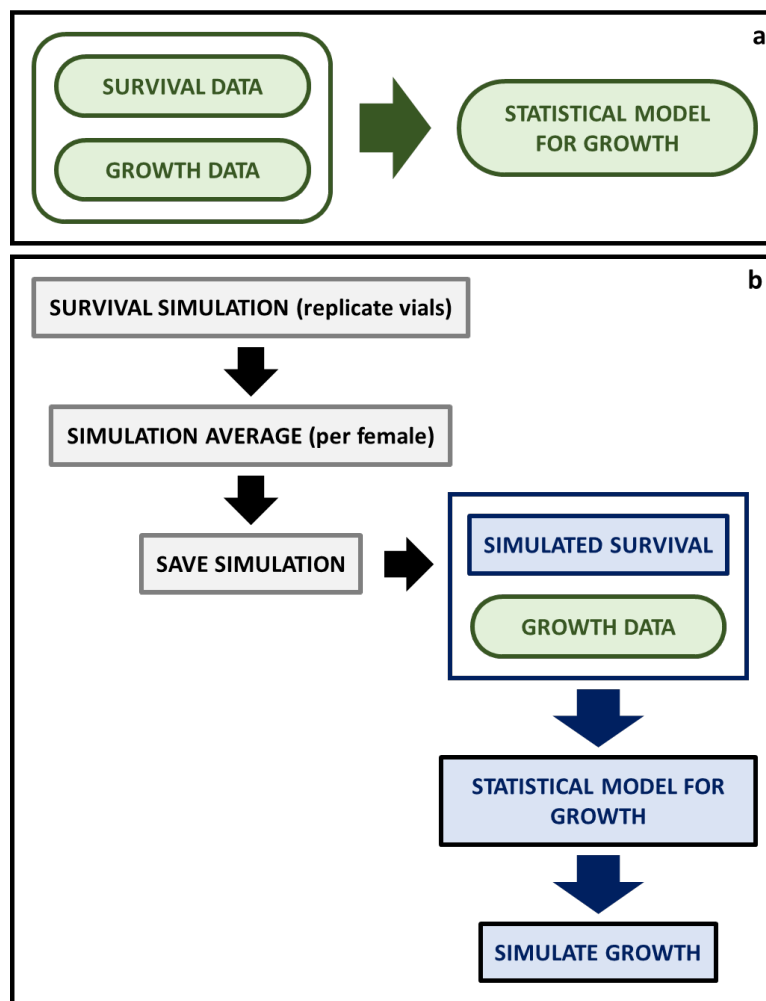 a
SURVIVAL DATA
GROWTH DATA
STATISTICAL MODEL
FOR GROWTH
b
SURVIVAL SIMULATION (replicate vials)
SIMULATION AVERAGE (per female)
SAVE SIMULATION
SIMULATED SURVIVAL
GROWTH DATA
STATISTICAL MODEL FOR
GROWTH
SIMULATE GROWTH